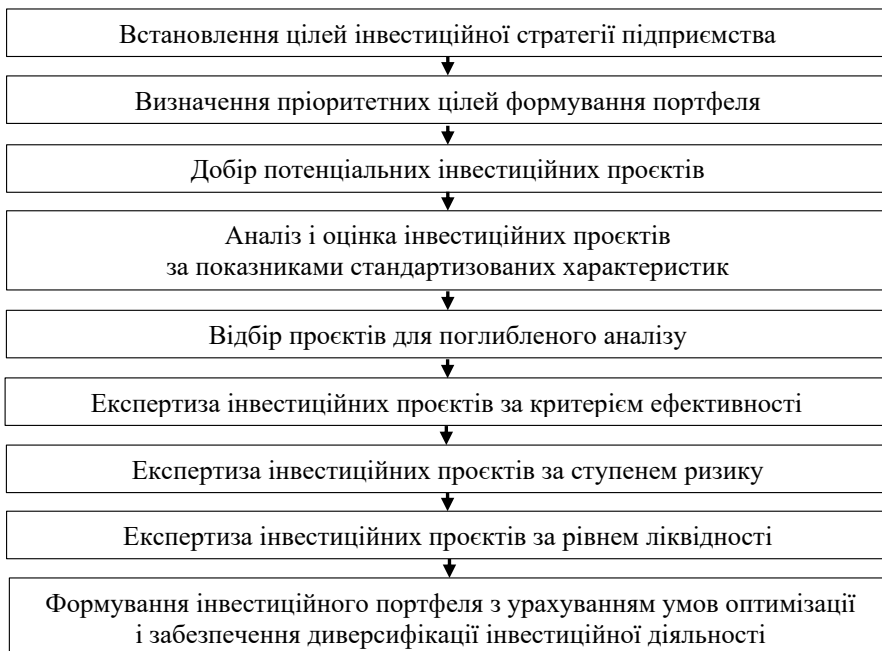 Встановлення цілей інвестиційної стратегії підприємства
Визначення пріоритетних цілей формування портфеля
Добір потенціальних інвестиційних проєктів
Аналіз і оцінка інвестиційних проєктів
за показниками стандартизованих характеристик
Відбір проєктів для поглибленого аналізу
Експертиза інвестиційних проєктів за критерієм ефективності
Експертиза інвестиційних проєктів за ступенем ризику
Експертиза інвестиційних проєктів за рівнем ліквідності
Формування інвестиційного портфеля з урахуванням умов оптимізації
і забезпечення диверсифікації інвестиційної діяльності